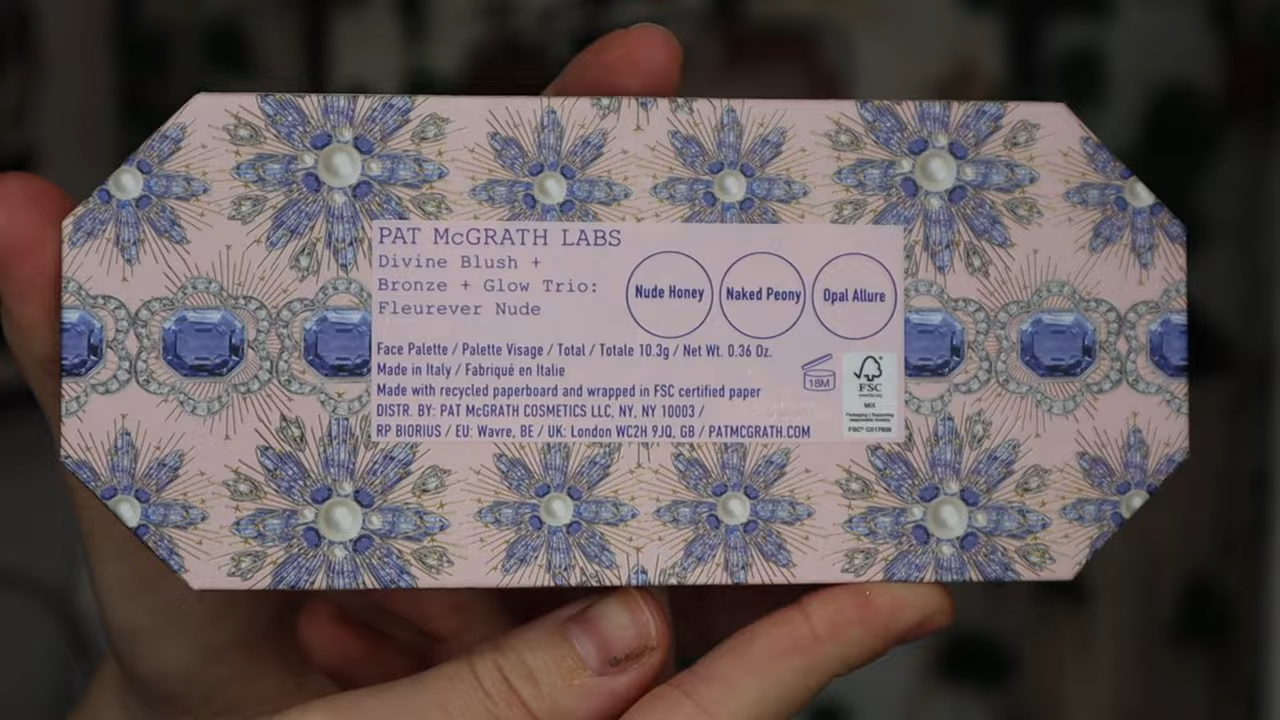 PAT McGRATH LABS
Divine Blush +
Bronze + Glow Trio:
Fleurever Nude
Nude Honey
Naked Peony
Opal Allure
Face Palette / Palette Visage / Total / Totale 10.3g / Net Wt. 0.36 Oz.
Made in Italy / Fabriqué en Italie
Made with recycled paperboard and wrapped in FSC certified paper
DISTR. BY: PAT McGRATH COSMETICS LLC, NY, NY 10003 /
RP BIORIUS / EU: Wavre, BE / UK: London WC2H 9JQ, GB / PATMCGRATH.COM
18M
FSC
www.fsc.org
MIX
Packaging | Supporting
responsible forestry